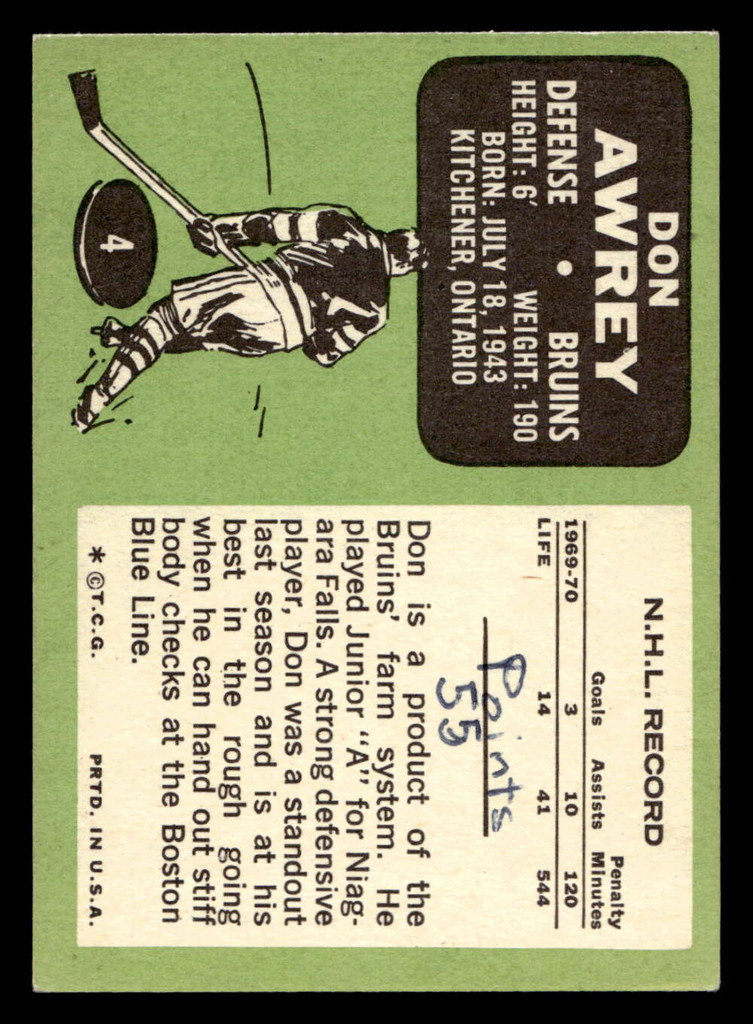 DON
AWREY
DEFENSE • BRUINS
HEIGHT: 6' WEIGHT: 190
BORN: JULY 18, 1943
KITCHENER, ONTARIO
4
N.H.L. RECORD
Goals Assists Penalty Minutes
1969-70 3 10 120
LIFE 14 41 544
Points
55
Don is a product of the
Bruins' farm system. He
played Junior "A" for Niag-
ara Falls. A strong defensive
player, Don was a standout
last season and is at his
best in the rough going
when he can hand out stiff
body checks at the Boston
Blue Line.
* © T.C.G. PRTD. IN U.S.A.